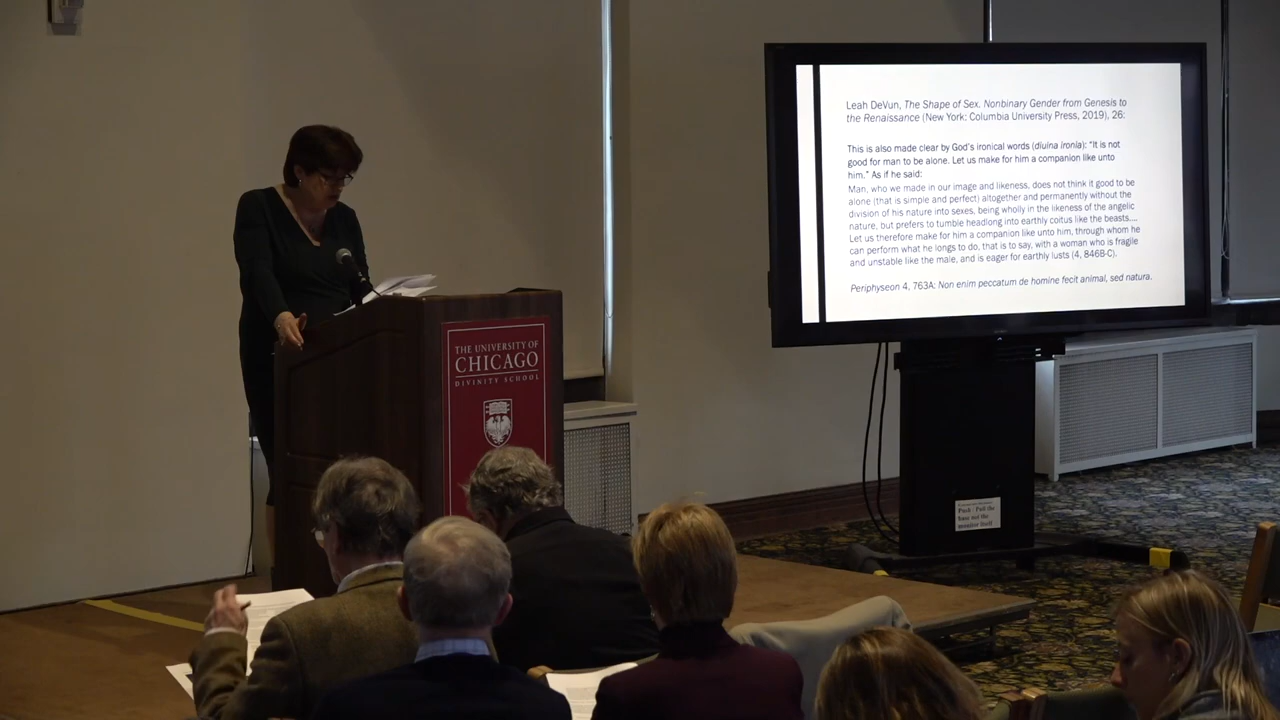 Leah DeVun, The Shape of Sex. Nonbinary Gender from Genesis to
the Renaissance (New York: Columbia University Press, 2019), 26:
This is also made clear by God's ironical words (diuina ironia): “It is not
good for man to be alone. Let us make for him a companion like unto
him.” As if he said:
Man, who we made in our image and likeness, does not think it good to be
alone (that is simple and perfect) altogether and permanently without the
division of his nature into sexes, being wholly in the likeness of the angelic
nature, but prefers to tumble headlong into earthly coitus like the beasts....
Let us therefore make for him a companion like unto him, through whom he
can perform what he longs to do, that is to say, with a woman who is fragile
and unstable like the male, and is eager for earthly lusts (4, 846B-C).
Periphyseon 4, 763A: Non enim peccatum de homine fecit animal, sed natura.
THE UNIVERSITY OF
CHICAGO
DIVINITY SCHOOL
Push / Pull the
base not the
monitor itself